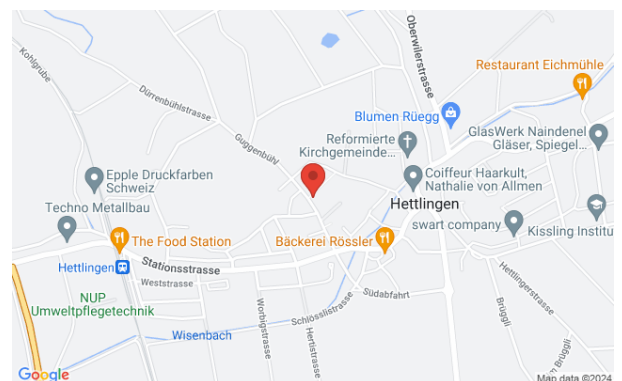 Kohlgrube
Oberwilerstrasse
Restaurant Eichmühle
Dürrenbühlstrasse
Blumen Rüegg
Guggenbühl
Reformierte
Kirchgemeinde...
GlasWerk Naindenel
Gläser, Spiegel...
Epple Druckfarben
Schweiz
Coiffeur Haarkult,
Nathalie von Allmen
Techno Metallbau
Hettlingen
swart company
Kissling Institu
The Food Station
Bäckerei Rössler
Hettlingen
Stationsstrasse
Weststrasse
Südabfahrt
Hettlingerstrasse
NUP
Umweltpflegetechnik
Worbigstrasse
Schlösslistrasse
Hertistrasse
Brüggli
Brüggli
Wisenbach
Google
Map data ©2024